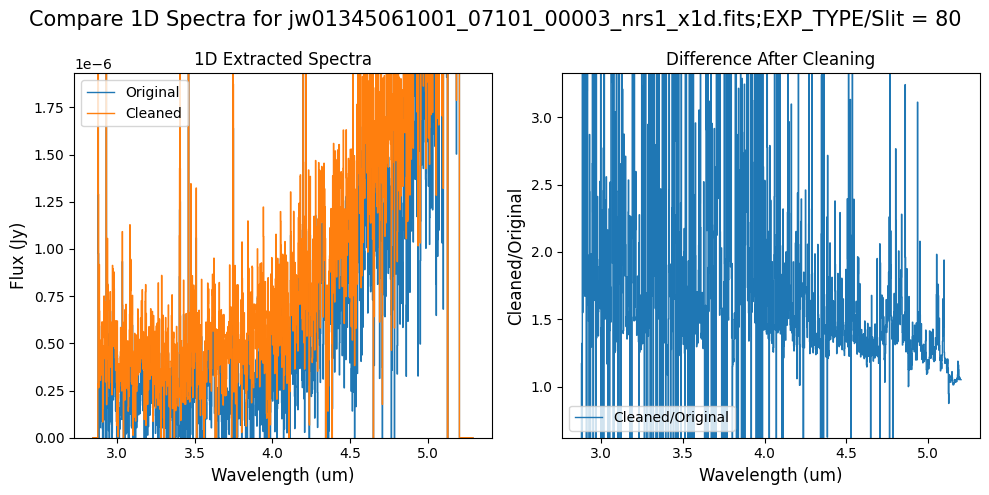 Compare 1D Spectra for jw01345061001_07101_00003_nrs1_x1d.fits;EXP_TYPE/Slit = 80
1D Extracted Spectra
1e−6
Original
Cleaned
1.75
1.50
1.25
1.00
0.75
0.50
0.25
0.00
Flux (Jy)
3.0 3.5 4.0 4.5 5.0
Wavelength (um)
Difference After Cleaning
3.0
2.5
2.0
1.5
1.0
Cleaned/Original
Cleaned/Original
3.0 3.5 4.0 4.5 5.0
Wavelength (um)